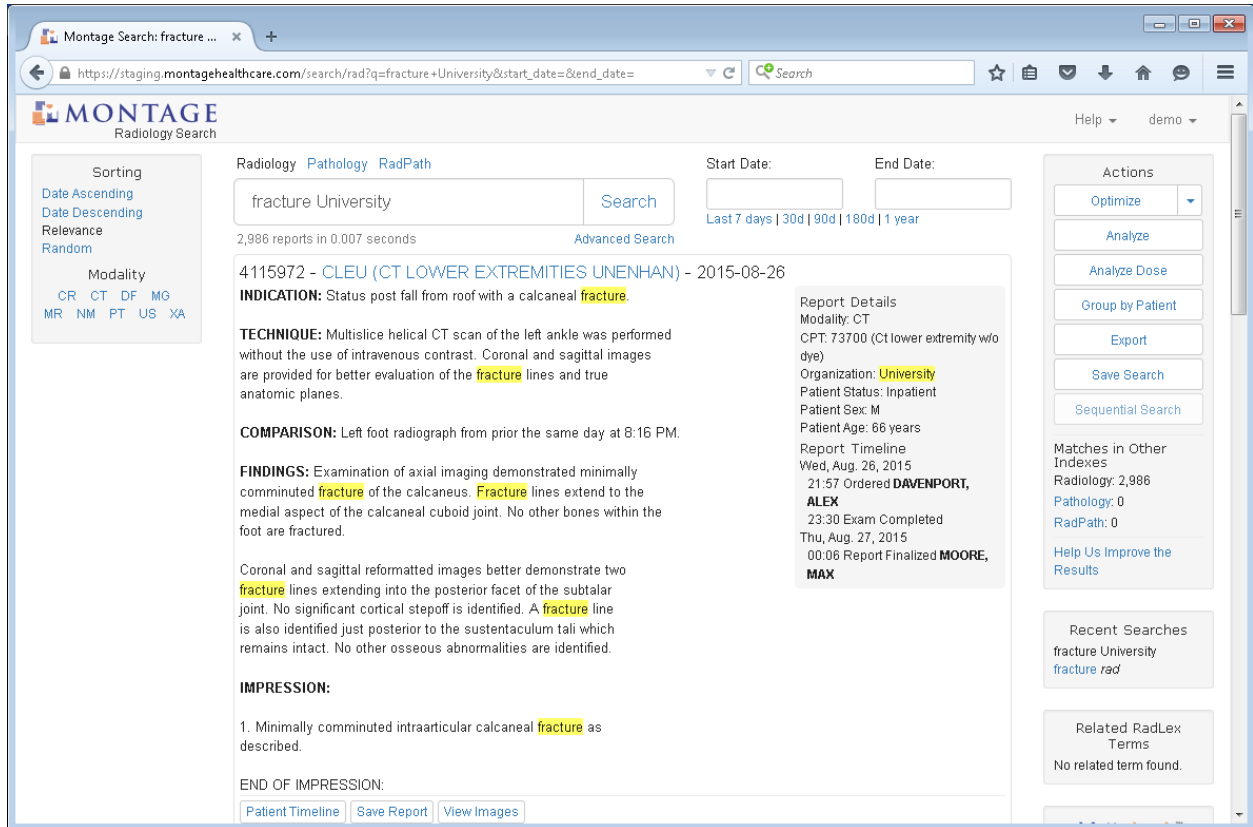 Montage Search: fracture ...
https://staging.montagehealthcare.com/search/rad?q=fracture+University&start_date=&end_date=
Search
MONTAGE
Radiology Search
Help
demo
Sorting
Date Ascending
Date Descending
Relevance
Random
Modality
CR CT DF MG
MR NM PT US XA
Radiology Pathology RadPath
fracture University
Search
2,986 reports in 0.007 seconds
Advanced Search
Start Date:
End Date:
Last 7 days | 30d | 90d | 180d | 1 year
4115972 - CLEU (CT LOWER EXTREMITIES UNENHAN) - 2015-08-26
INDICATION: Status post fall from roof with a calcaneal fracture.
TECHNIQUE: Multislice helical CT scan of the left ankle was performed
without the use of intravenous contrast. Coronal and sagittal images
are provided for better evaluation of the fracture lines and true
anatomic planes.
COMPARISON: Left foot radiograph from prior the same day at 8:16 PM.
FINDINGS: Examination of axial imaging demonstrated minimally
comminuted fracture of the calcaneus. Fracture lines extend to the
medial aspect of the calcaneal cuboid joint. No other bones within the
foot are fractured.
Coronal and sagittal reformatted images better demonstrate two
fracture lines extending into the posterior facet of the subtalar
joint. No significant cortical stepoff is identified. A fracture line
is also identified just posterior to the sustentaculum tali which
remains intact. No other osseous abnormalities are identified.
IMPRESSION:
1. Minimally comminuted intraarticular calcaneal fracture as
described.
END OF IMPRESSION:
Patient Timeline
Save Report
View Images
Report Details
Modality: CT
CPT: 73700 (Ct lower extremity w/o
dye)
Organization: University
Patient Status: Inpatient
Patient Sex: M
Patient Age: 66 years
Report Timeline
Wed, Aug. 26, 2015
21:57 Ordered DAVENPORT,
ALEX
23:30 Exam Completed
Thu, Aug. 27, 2015
00:06 Report Finalized MOORE,
MAX
Actions
Optimize
Analyze
Analyze Dose
Group by Patient
Export
Save Search
Sequential Search
Matches in Other
Indexes
Radiology: 2,986
Pathology: 0
RadPath: 0
Help Us Improve the
Results
Recent Searches
fracture University
fracture rad
Related RadLex
Terms
No related term found.